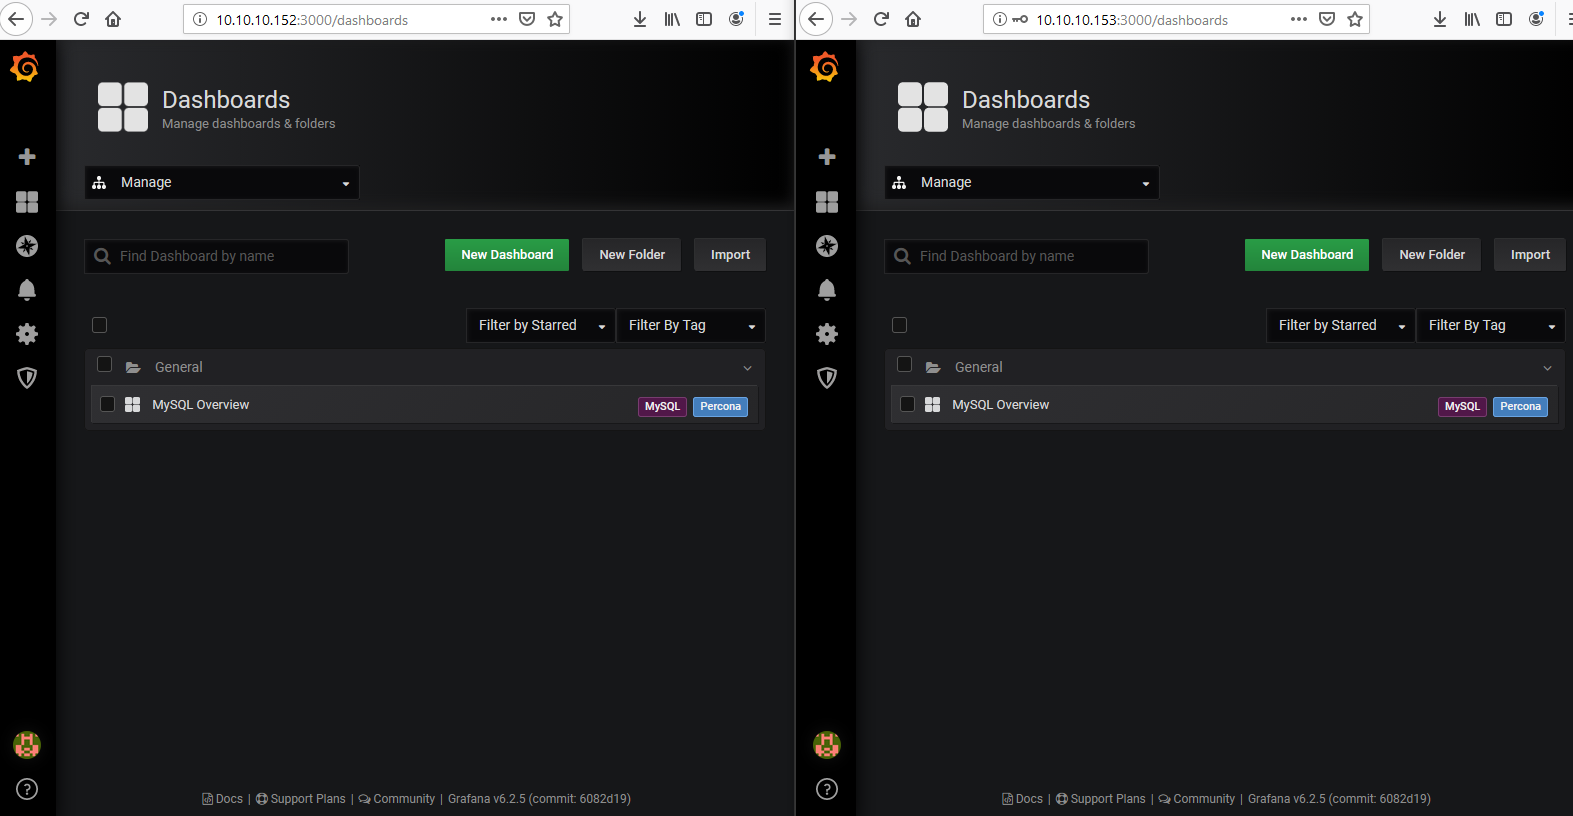 10.10.10.152:3000/dashboards
Dashboards
Manage dashboards & folders
Manage
Find Dashboard by name
New Dashboard
New Folder
Import
Filter by Starred
Filter By Tag
General
MySQL Overview
MySQL
Percona
Docs | Support Plans | Community | Grafana v6.2.5 (commit: 6082d19)
10.10.10.153:3000/dashboards
Dashboards
Manage dashboards & folders
Manage
Find Dashboard by name
New Dashboard
New Folder
Import
Filter by Starred
Filter By Tag
General
MySQL Overview
MySQL
Percona
Docs | Support Plans | Community | Grafana v6.2.5 (commit: 6082d19)